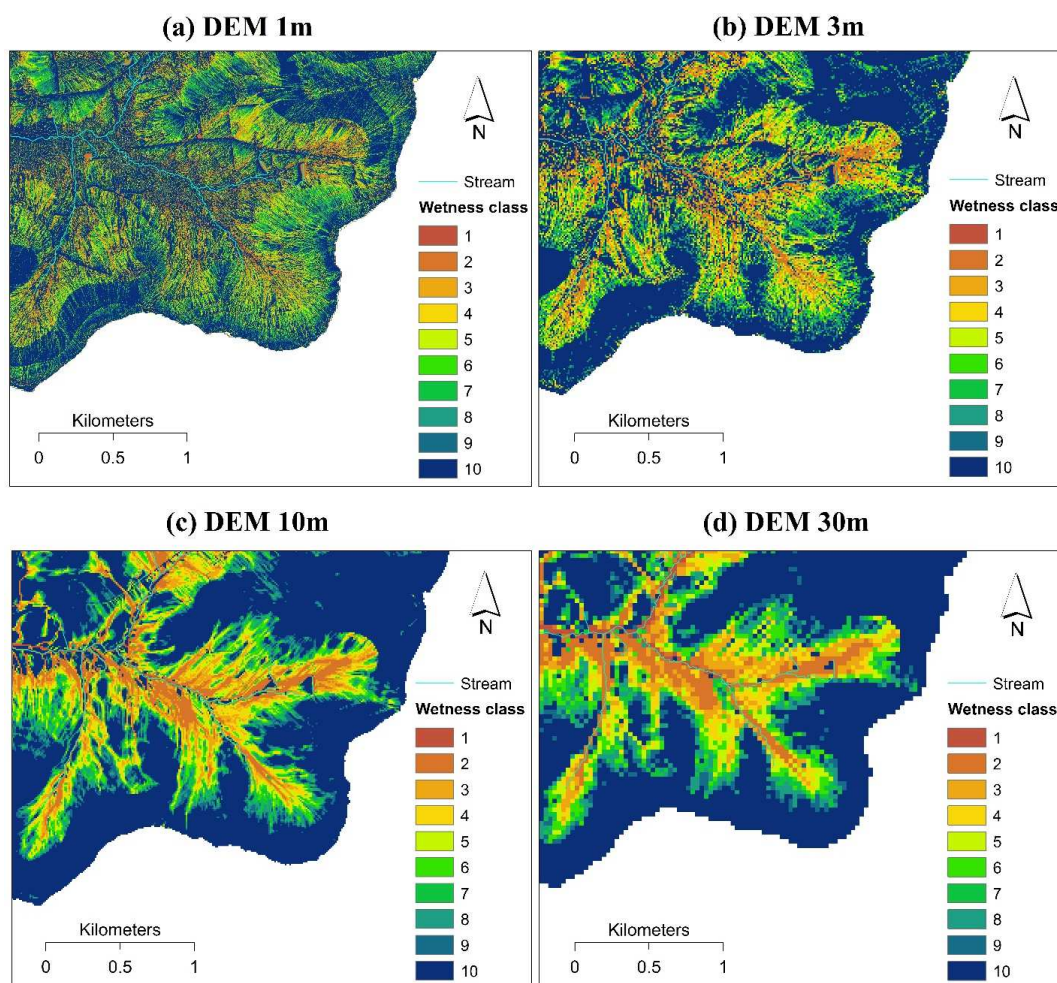 (a) DEM 1m
N
Stream
Wetness class
1
2
3
4
5
6
7
8
9
10
Kilometers
0 0.5 1
(b) DEM 3m
N
Stream
Wetness class
1
2
3
4
5
6
7
8
9
10
Kilometers
0 0.5 1
(c) DEM 10m
N
Stream
Wetness class
1
2
3
4
5
6
7
8
9
10
Kilometers
0 0.5 1
(d) DEM 30m
N
Stream
Wetness class
1
2
3
4
5
6
7
8
9
10
Kilometers
0 0.5 1